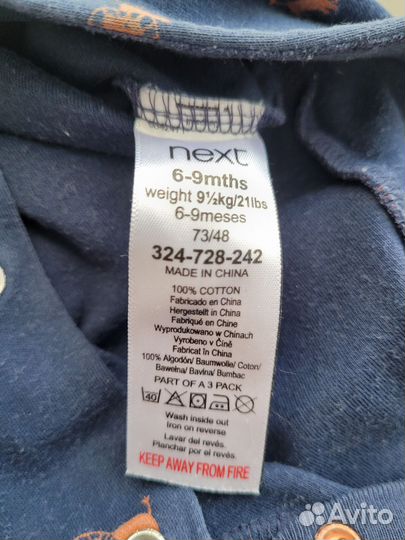 next
6-9mths
weight 9½kg/21lbs
6-9meses
73/48
324-728-242
MADE IN CHINA
100% COTTON
Fabricado en China
Hergestellt in China
Fabriqué en Chine
Wyprodukowano w Chinach
Vyrobeno v Číně
Fabricat în China
100% Algodón/ Baumwolle/ Coton/
Bawełna/ Bavlna/ Bumbac
PART OF A 3 PACK
40
Wash inside out
Iron on reverse
Lavar del revés.
Planchar por el revés.
KEEP AWAY FROM FIRE
Avito